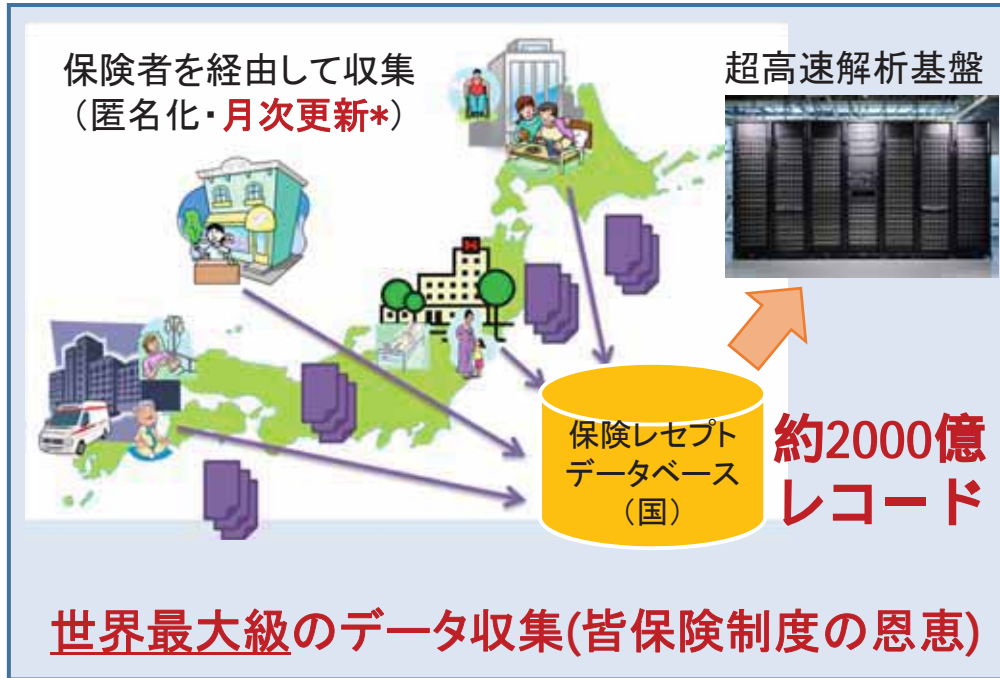 保険者を経由して収集
（匿名化・月次更新*）
超高速解析基盤
H
保険レセプト
データベース
（国）
約2000億
レコード
世界最大級のデータ収集(皆保険制度の恩恵)